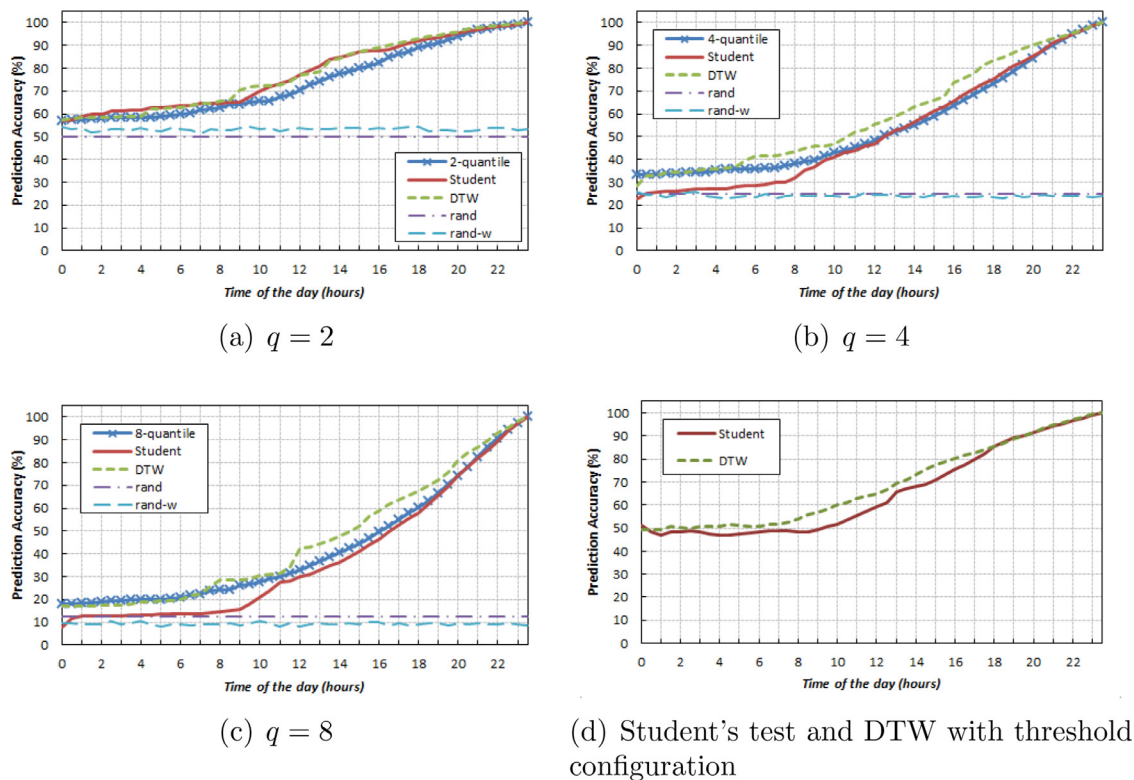 Prediction Accuracy (%)
100
90
80
70
60
50
40
30
20
10
0
2-quantile
Student
DTW
rand
rand-w
0 2 4 6 8 10 12 14 16 18 20 22
Time of the day (hours)
(a) q = 2
Prediction Accuracy (%)
100
90
80
70
60
50
40
30
20
10
0
4-quantile
Student
DTW
rand
rand-w
0 2 4 6 8 10 12 14 16 18 20 22
Time of the day (hours)
(b) q = 4
Prediction Accuracy (%)
100
90
80
70
60
50
40
30
20
10
0
8-quantile
Student
DTW
rand
rand-w
0 2 4 6 8 10 12 14 16 18 20 22
Time of the day (hours)
(c) q = 8
Prediction Accuracy (%)
100
90
80
70
60
50
40
30
20
10
0
Student
DTW
0 2 4 6 8 10 12 14 16 18 20 22
Time of the day (hours)
(d) Student's test and DTW with threshold
configuration